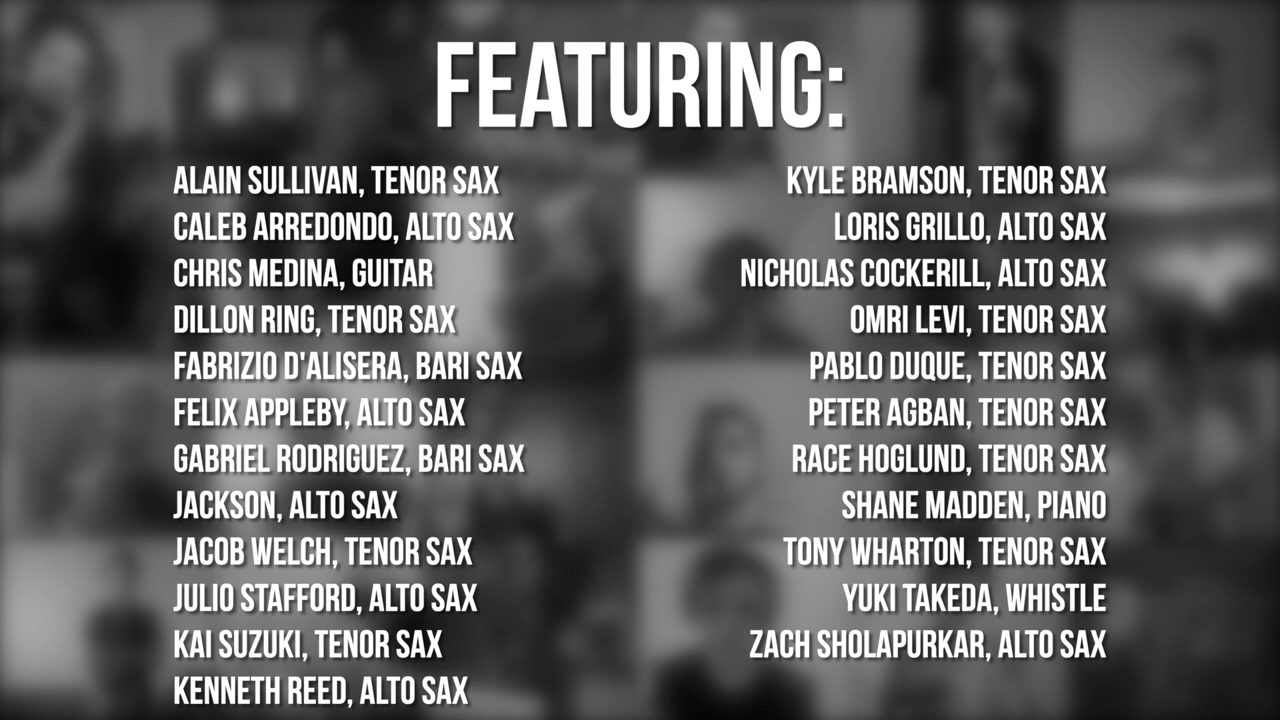 FEATURING:
ALAIN SULLIVAN, TENOR SAX
CALEB ARREDONDO, ALTO SAX
CHRIS MEDINA, GUITAR
DILLON RING, TENOR SAX
FABRIZIO D'ALISERA, BARI SAX
FELIX APPLEBY, ALTO SAX
GABRIEL RODRIGUEZ, BARI SAX
JACKSON, ALTO SAX
JACOB WELCH, TENOR SAX
JULIO STAFFORD, ALTO SAX
KAI SUZUKI, TENOR SAX
KENNETH REED, ALTO SAX
KYLE BRAMSON, TENOR SAX
LORIS GRILLO, ALTO SAX
NICHOLAS COCKERILL, ALTO SAX
OMRI LEVI, TENOR SAX
PABLO DUQUE, TENOR SAX
PETER AGBAN, TENOR SAX
RACE HOGLUND, TENOR SAX
SHANE MADDEN, PIANO
TONY WHARTON, TENOR SAX
YUKI TAKEDA, WHISTLE
ZACH SHOLAPURKAR, ALTO SAX